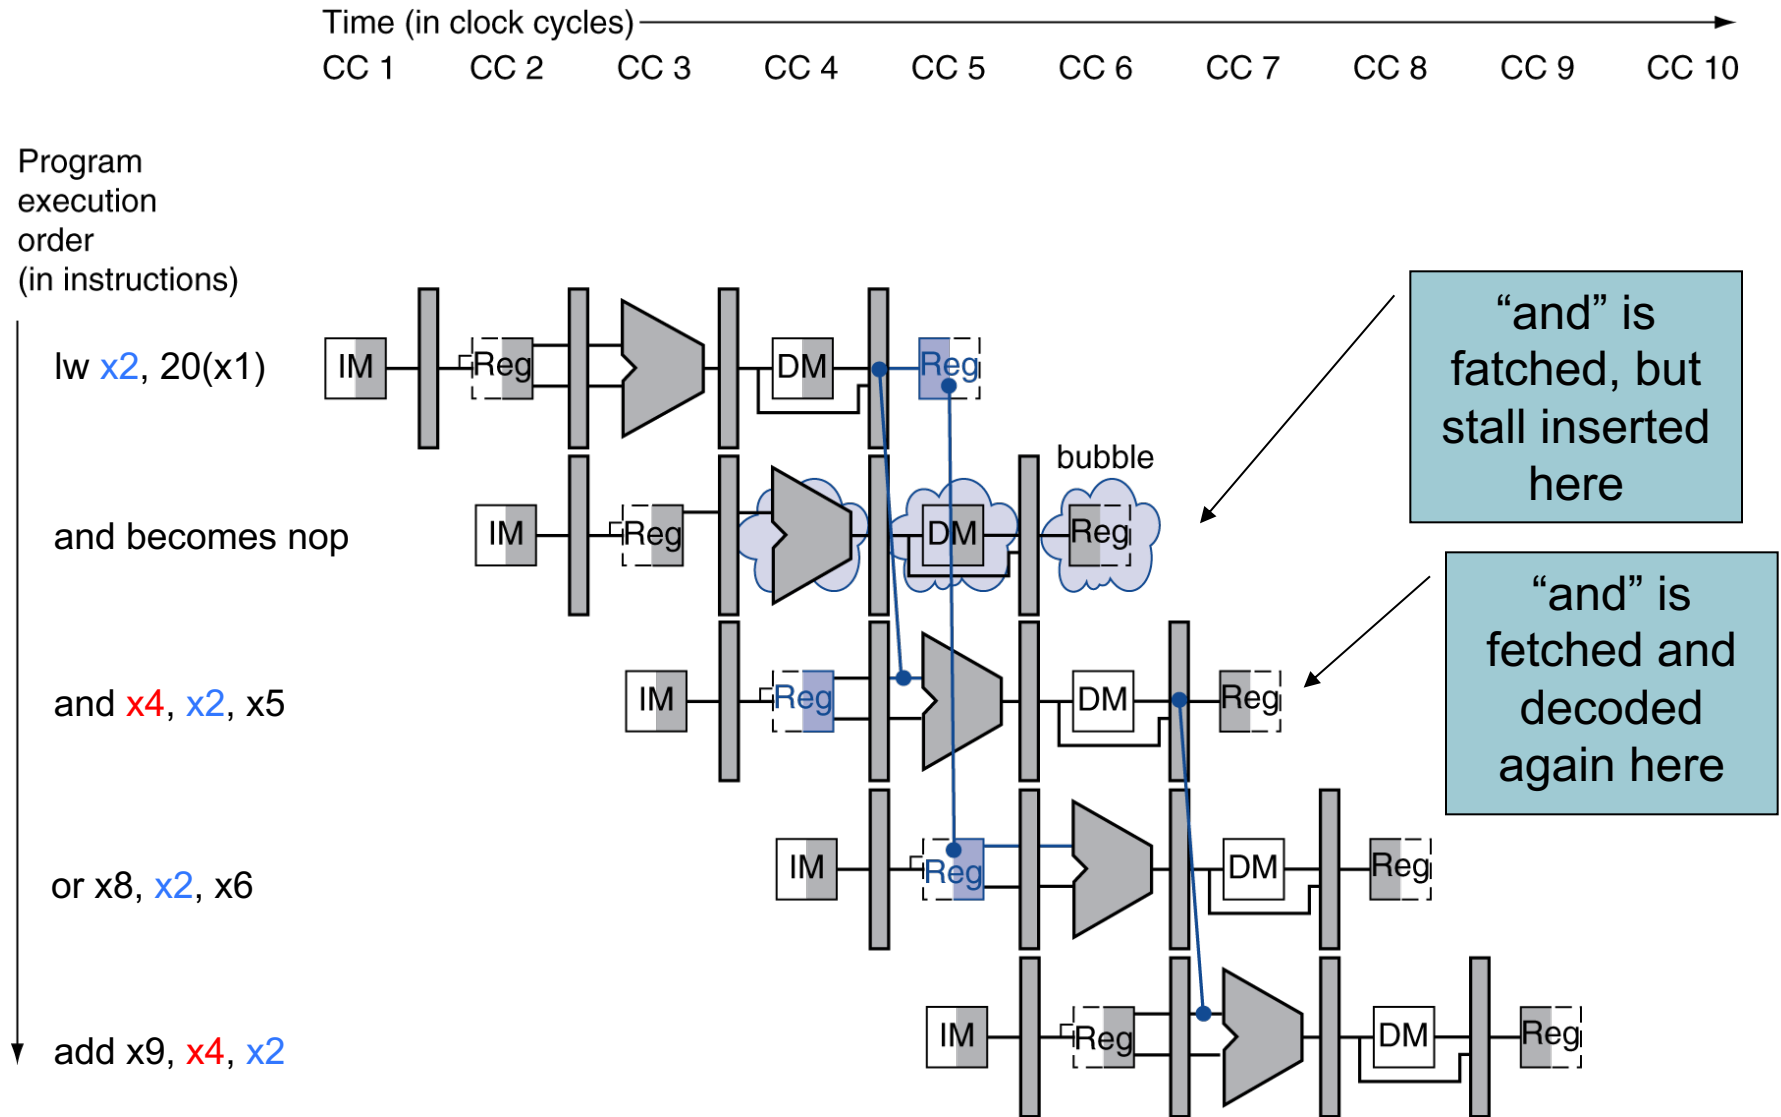 Time (in clock cycles)
CC 1 CC 2 CC 3 CC 4 CC 5 CC 6 CC 7 CC 8 CC 9 CC 10
Program
execution
order
(in instructions)
lw x2, 20(x1)
IM Reg DM Reg
“and” is
fatched, but
stall inserted
here
bubble
and becomes nop
IM Reg DM Reg
“and” is
fetched and
decoded
again here
and x4, x2, x5
IM Reg DM Reg
or x8, x2, x6
IM Reg DM Reg
add x9, x4, x2
IM Reg DM Reg